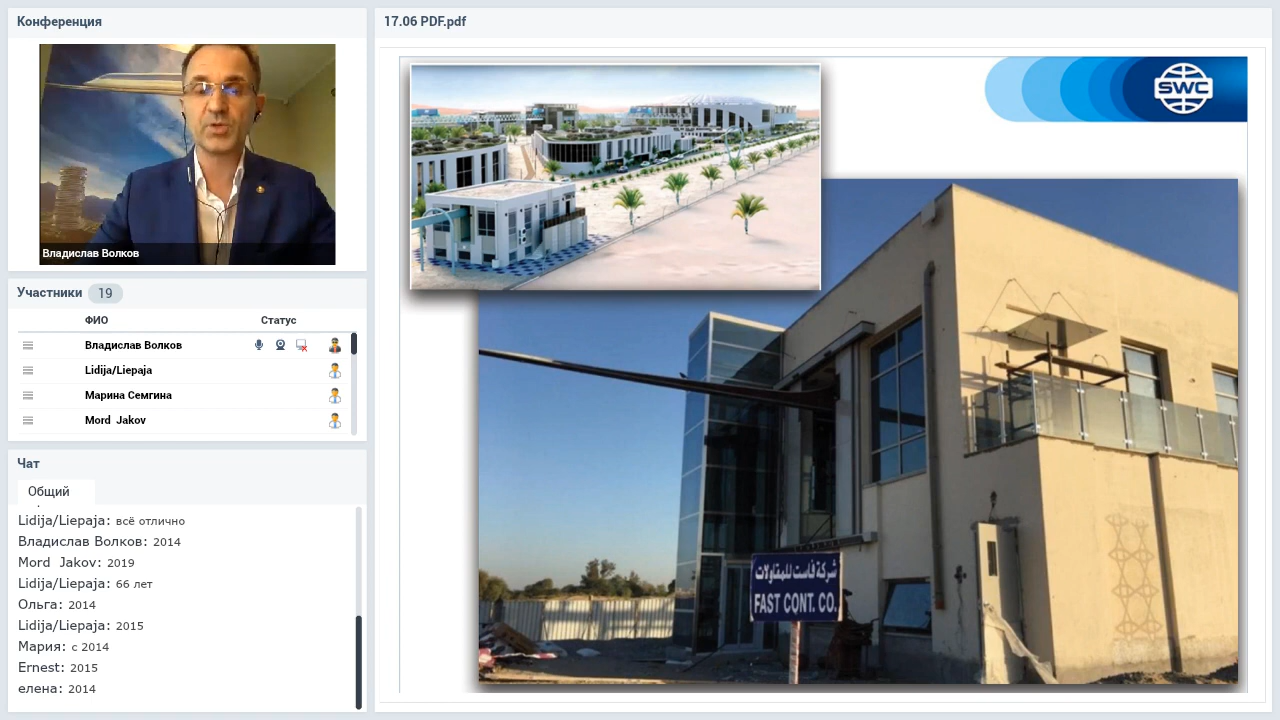 Конференция
Владислав Волков
Участники 19
ФИО Статус
Владислав Волков
Lidija/Liepaja
Марина Семгина
Mord Jakov
Чат
Общий
Lidija/Liepaja: всё отлично
Владислав Волков: 2014
Mord Jakov: 2019
Lidija/Liepaja: 66 лет
Ольга: 2014
Lidija/Liepaja: 2015
Мария: с 2014
Ernest: 2015
елена: 2014
17.06 PDF.pdf
SWC
شركة فاست للمقاولات
FAST CONT. CO.